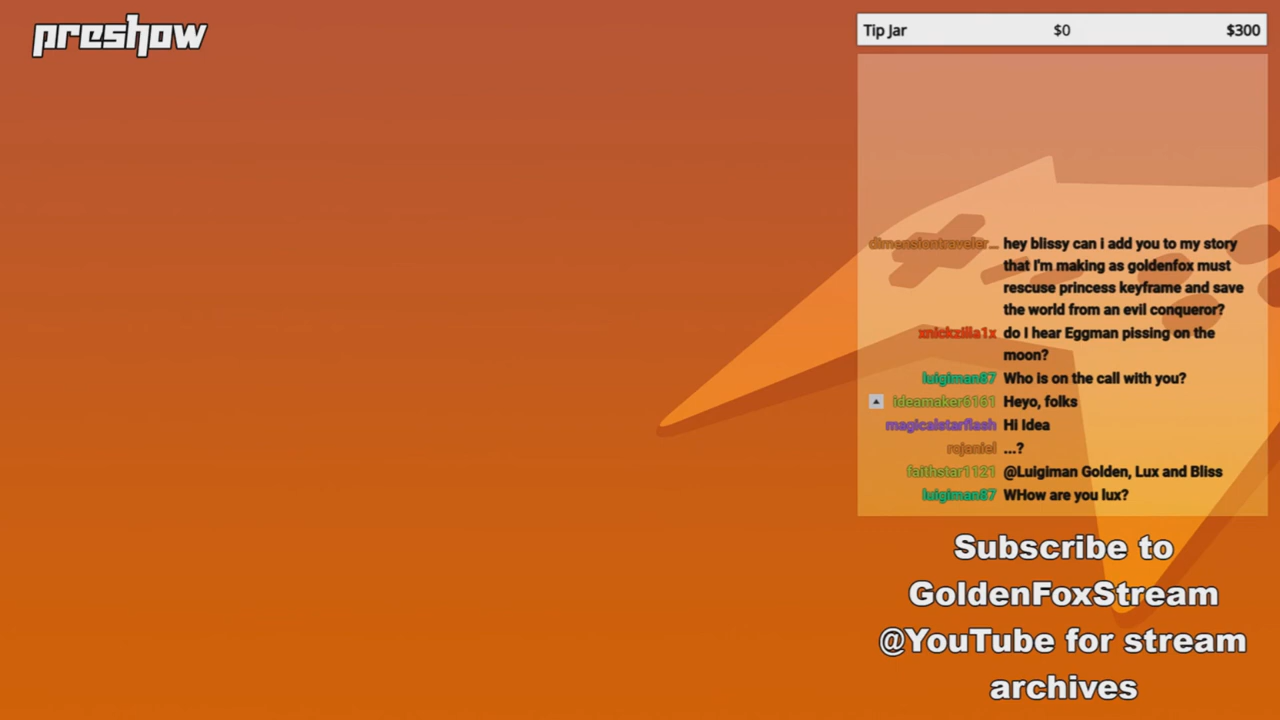 preshow
Tip Jar $0 $300
dimensiontraveler... hey blissy can i add you to my story
that I'm making as goldenfox must
rescuse princess keyframe and save
the world from an evil conqueror?
xnickzilla1x do I hear Eggman pissing on the
moon?
luigiman87 Who is on the call with you?
ideamaker6161 Heyo, folks
magicalstarflash Hi Idea
rojaniel ...?
faithstar1121 @Luigiman Golden, Lux and Bliss
luigiman87 WHow are you lux?
Subscribe to
GoldenFoxStream
@YouTube for stream
archives